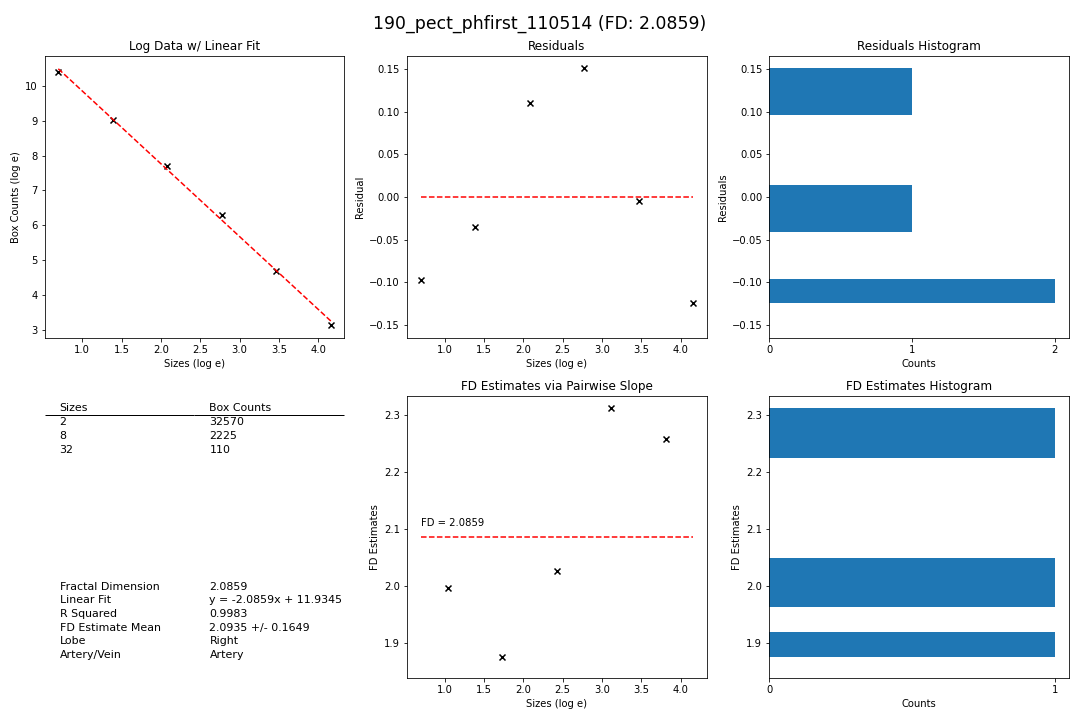 190_pect_phfirst_110514 (FD: 2.0859)
Log Data w/ Linear Fit
Residuals
Residuals Histogram
10
9
8
7
6
5
4
3
Box Counts (log e)
1.0 1.5 2.0 2.5 3.0 3.5 4.0
Sizes (log e)
0.15
0.10
0.05
0.00
−0.05
−0.10
−0.15
Residual
1.0 1.5 2.0 2.5 3.0 3.5 4.0
Sizes (log e)
0.15
0.10
0.05
0.00
−0.05
−0.10
−0.15
Residuals
0 1 2
Counts
Sizes Box Counts
2 32570
8 2225
32 110
Fractal Dimension 2.0859
Linear Fit y = -2.0859x + 11.9345
R Squared 0.9983
FD Estimate Mean 2.0935 +/- 0.1649
Lobe Right
Artery/Vein Artery
FD Estimates via Pairwise Slope
2.3
2.2
2.1
2.0
1.9
FD Estimates
FD = 2.0859
1.0 1.5 2.0 2.5 3.0 3.5 4.0
Sizes (log e)
FD Estimates Histogram
2.3
2.2
2.1
2.0
1.9
FD Estimates
0 1
Counts